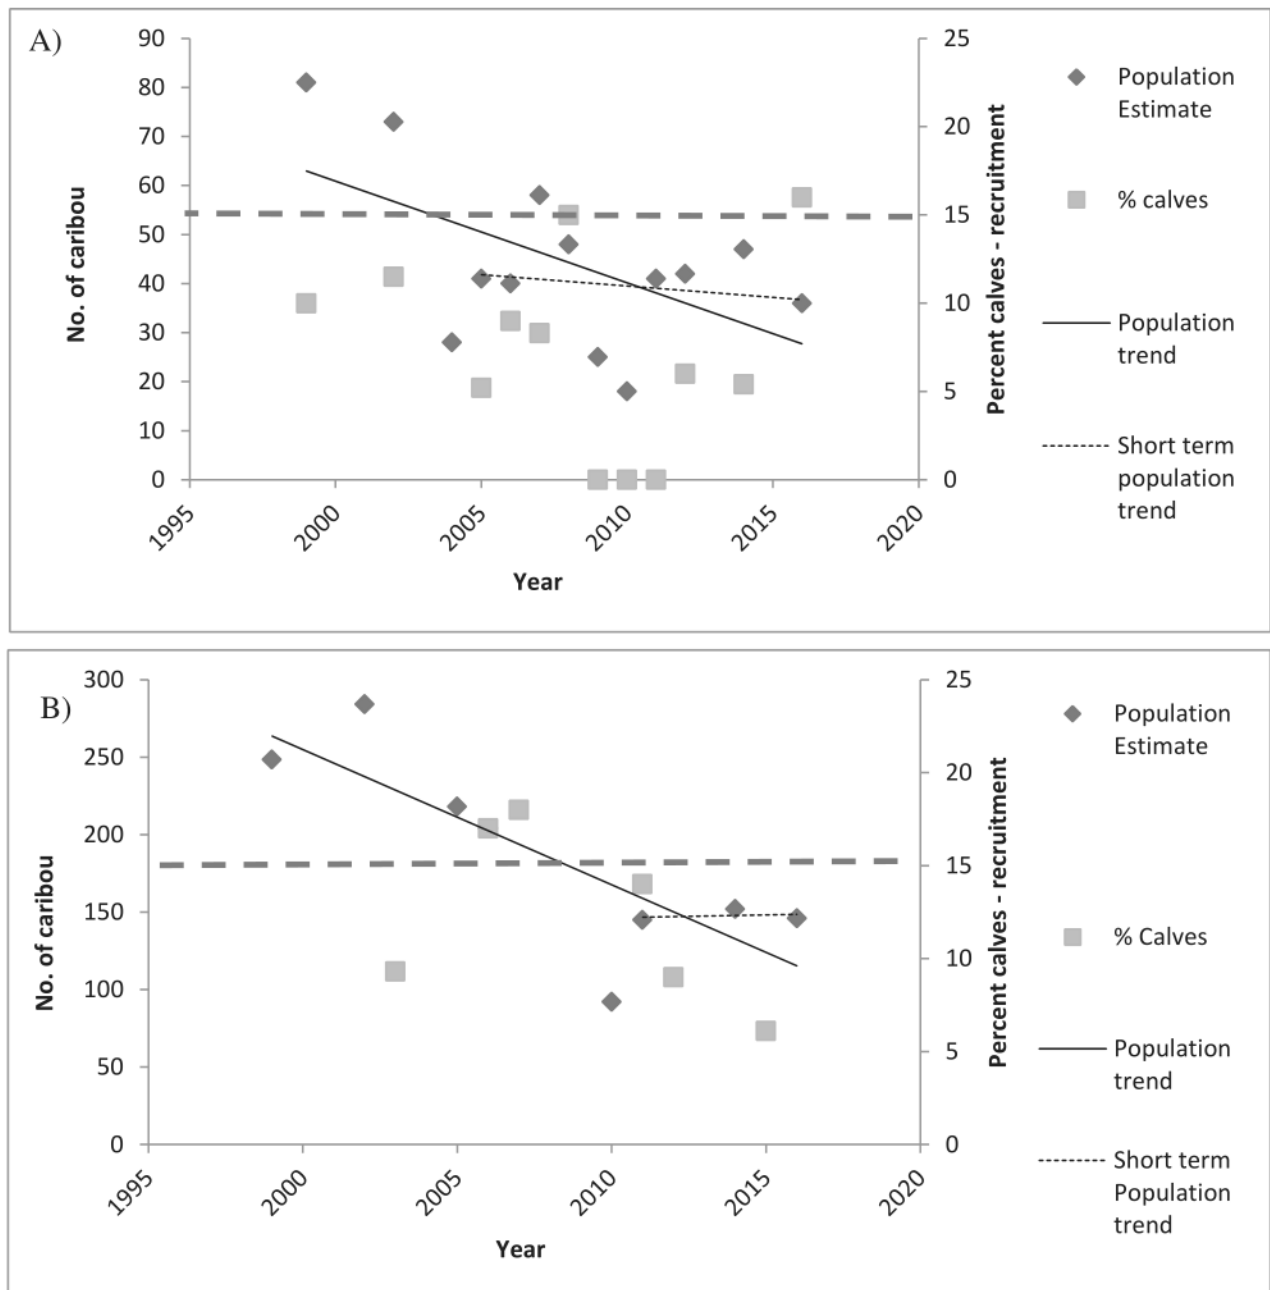 A)
90
80
70
60
50
40
30
20
10
0
No. of caribou
25
20
15
10
5
0
Percent calves - recruitment
1995
2000
2005
2010
2015
2020
Year
Population
Estimate
% calves
Population
trend
Short term
population
trend
B)
300
250
200
150
100
50
0
No. of caribou
25
20
15
10
5
0
Percent calves - recruitment
1995
2000
2005
2010
2015
2020
Year
Population
Estimate
% Calves
Population
trend
Short term
Population
trend